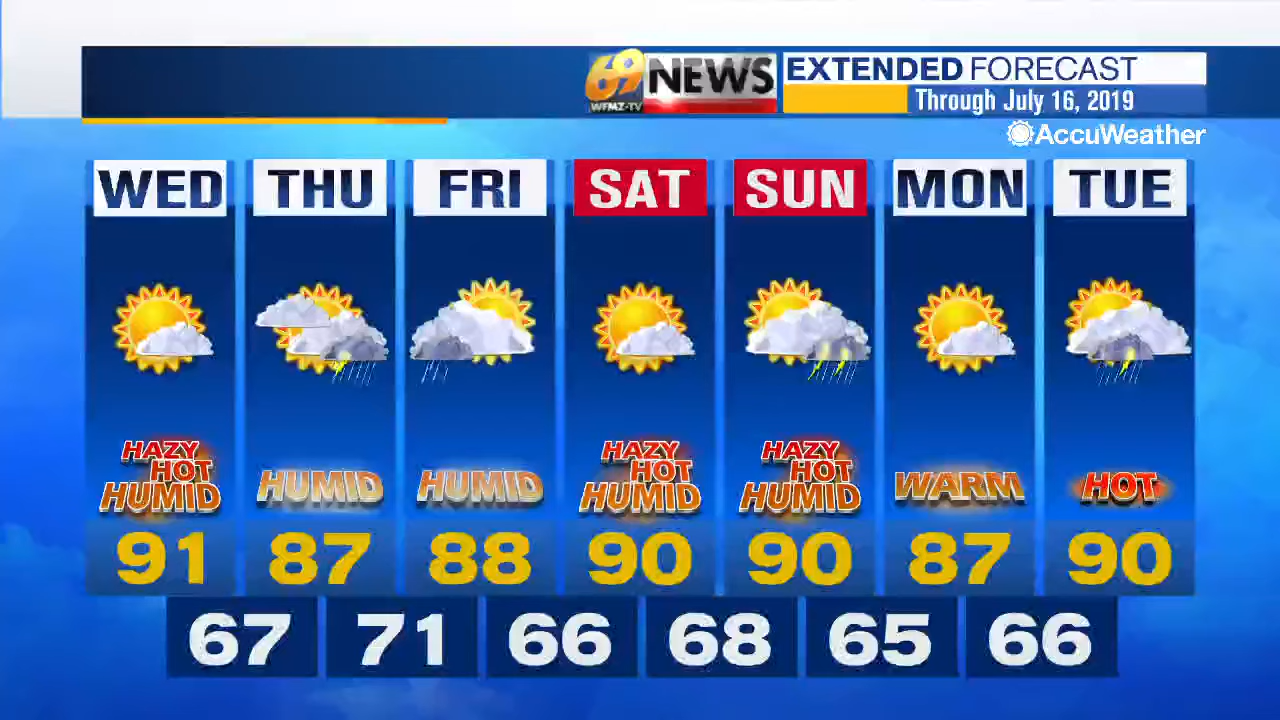 69 NEWS
WFMZ-TV
EXTENDED FORECAST
Through July 16, 2019
AccuWeather
WED THU FRI SAT SUN MON TUE
HAZY HOT HUMID
HUMID
HUMID
HAZY HOT HUMID
HAZY HOT HUMID
WARM
HOT
91 87 88 90 90 87 90
67 71 66 68 65 66